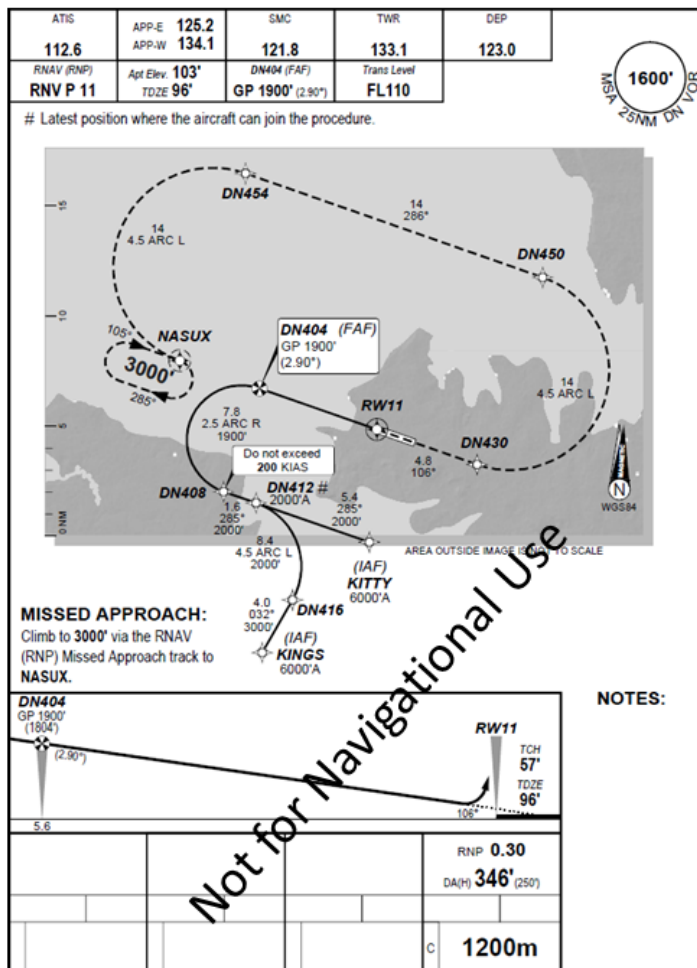 ATIS
112.6
APP-E 125.2
APP-W 134.1
SMC
121.8
TWR
133.1
DEP
123.0
RNAV (RNP)
RNV P 11
Apt Elev. 103'
TDZE 96'
DN404 (FAF)
GP 1900' (2.90°)
Trans Level
FL110
1600'
MSA 25NM DN VOR
# Latest position where the aircraft can join the procedure.
15
10
5
0 NM
DN454
14
286°
14
4.5 ARC L
DN450
NASUX
105°
3000'
285°
DN404 (FAF)
GP 1900'
(2.90°)
14
4.5 ARC L
RW11
7.8
2.5 ARC R
1900'
Do not exceed
200 KIAS
4.8
106°
DN430
DN408
DN412 #
2000'A
1.6
285°
2000'
5.4
285°
2000'
N
WGS84
8.4
4.5 ARC L
2000'
AREA OUTSIDE IMAGE IS NOT TO SCALE
(IAF)
KITTY
6000'A
DN416
4.0
032°
3000'
(IAF)
KINGS
6000'A
MISSED APPROACH:
Climb to 3000' via the RNAV
(RNP) Missed Approach track to
NASUX.
Not for Navigational Use
NOTES:
DN404
GP 1900'
(1804')
(2.90°)
5.6
RW11
TCH
57'
TDZE
96'
106°
RNP 0.30
DA(H) 346' (250')
C
1200m